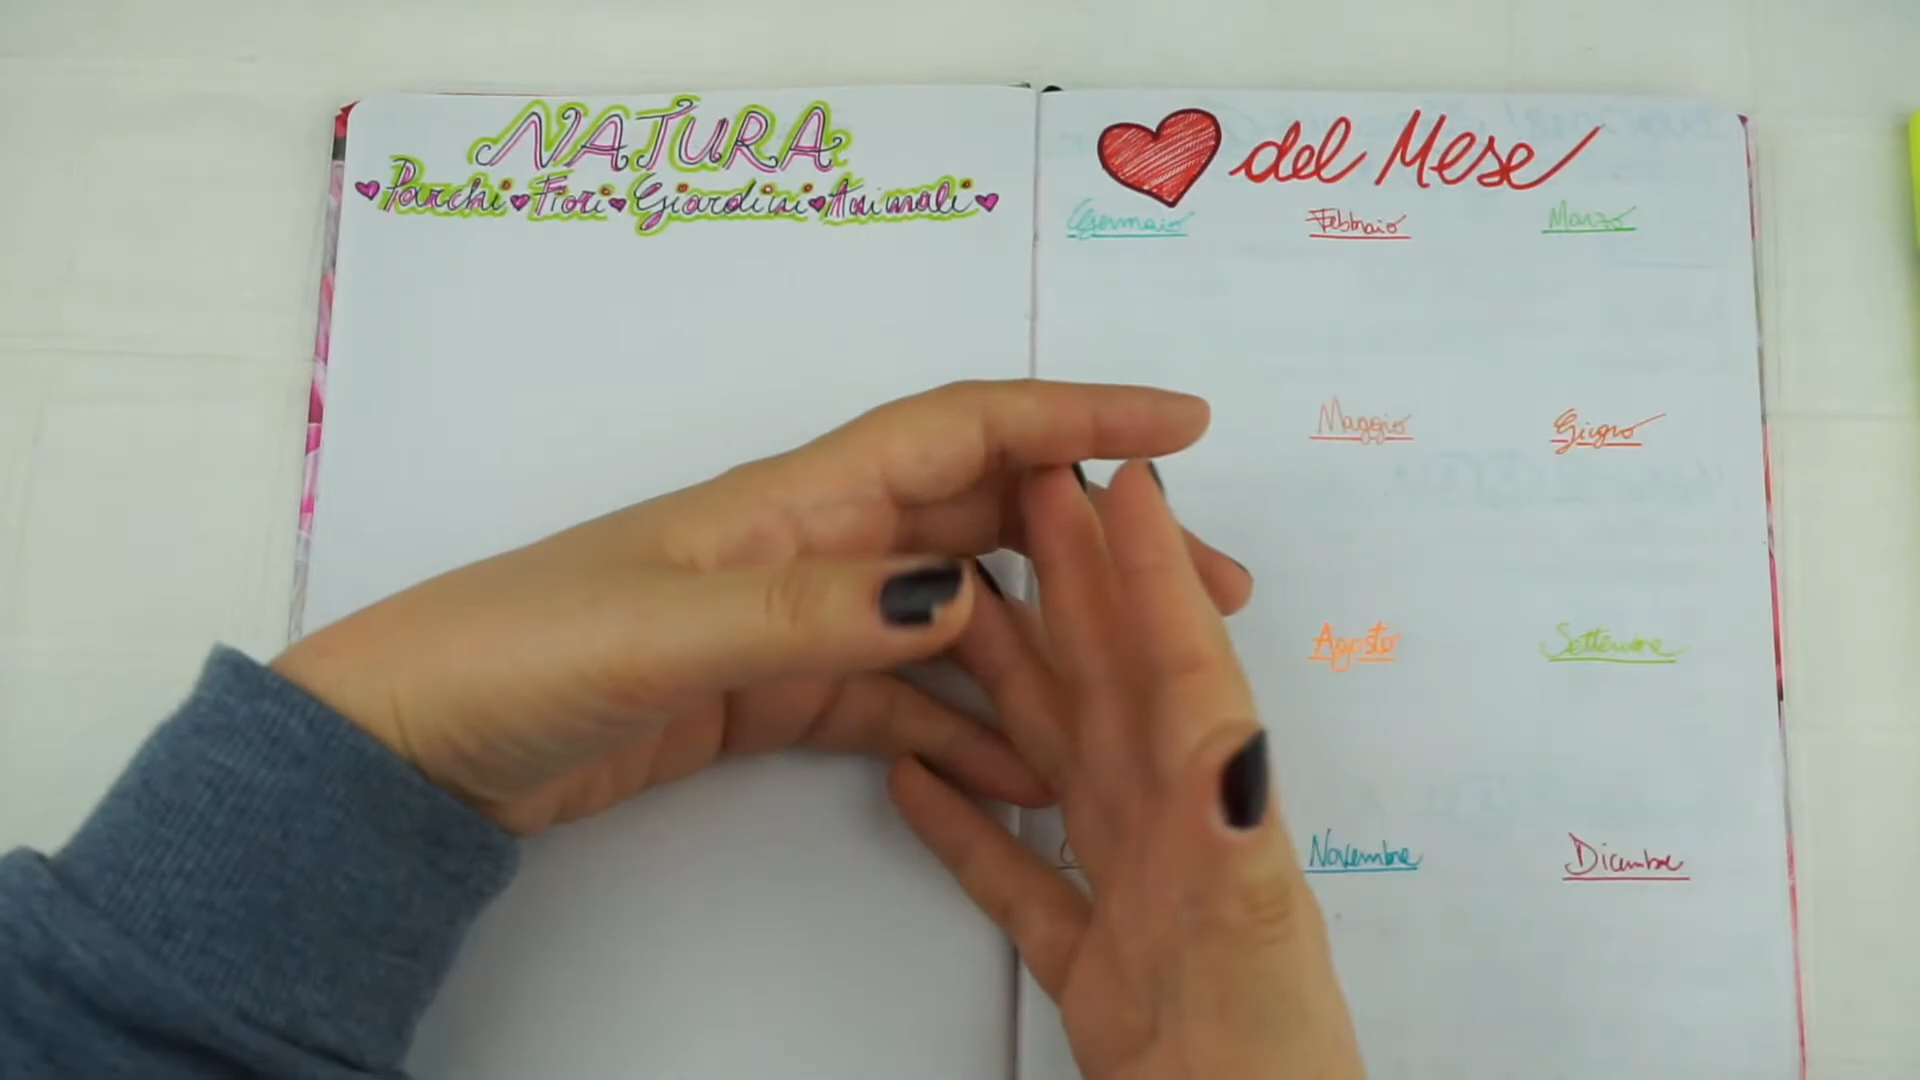 NATURA
Parchi Fiori Giardini Animali
del Mese
Gennaio Febbraio Marzo
Maggio Giugno
Agosto Settembre
Novembre Dicembre